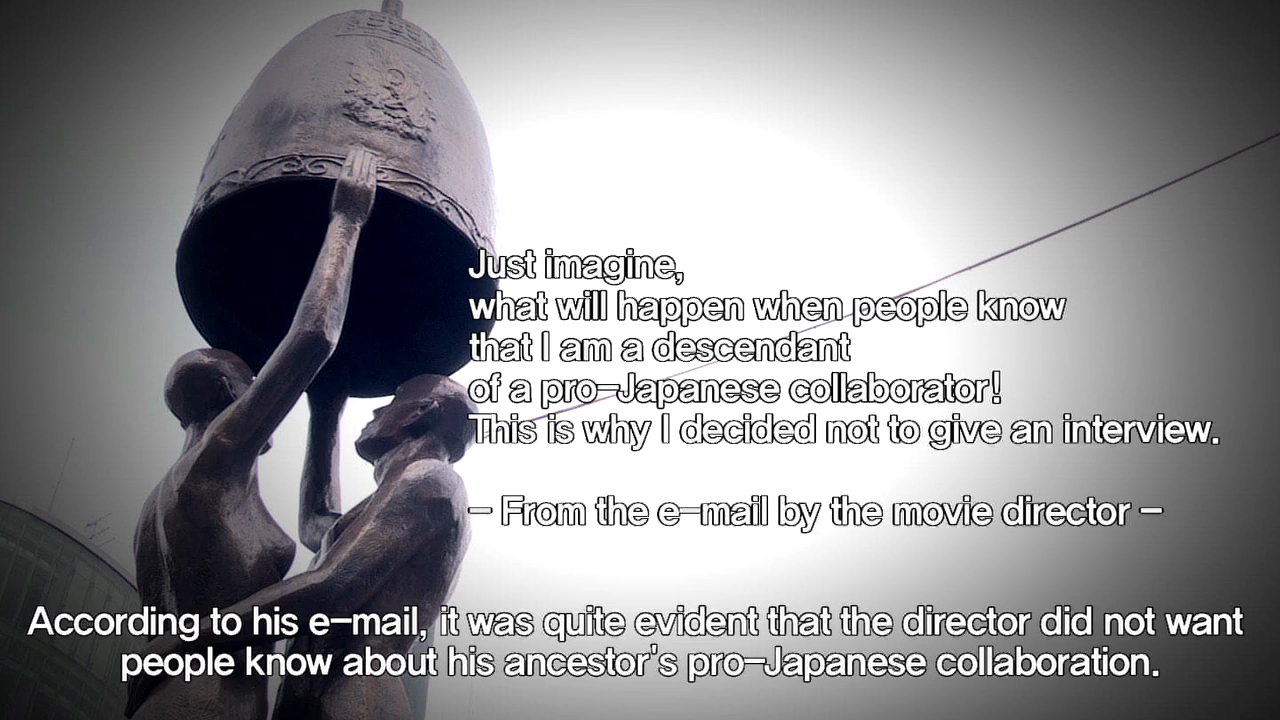 Just imagine,
what will happen when people know
that I am a descendant
of a pro-Japanese collaborator!
This is why I decided not to give an interview.
- From the e-mail by the movie director -
According to his e-mail, it was quite evident that the director did not want
people know about his ancestor's pro-Japanese collaboration.